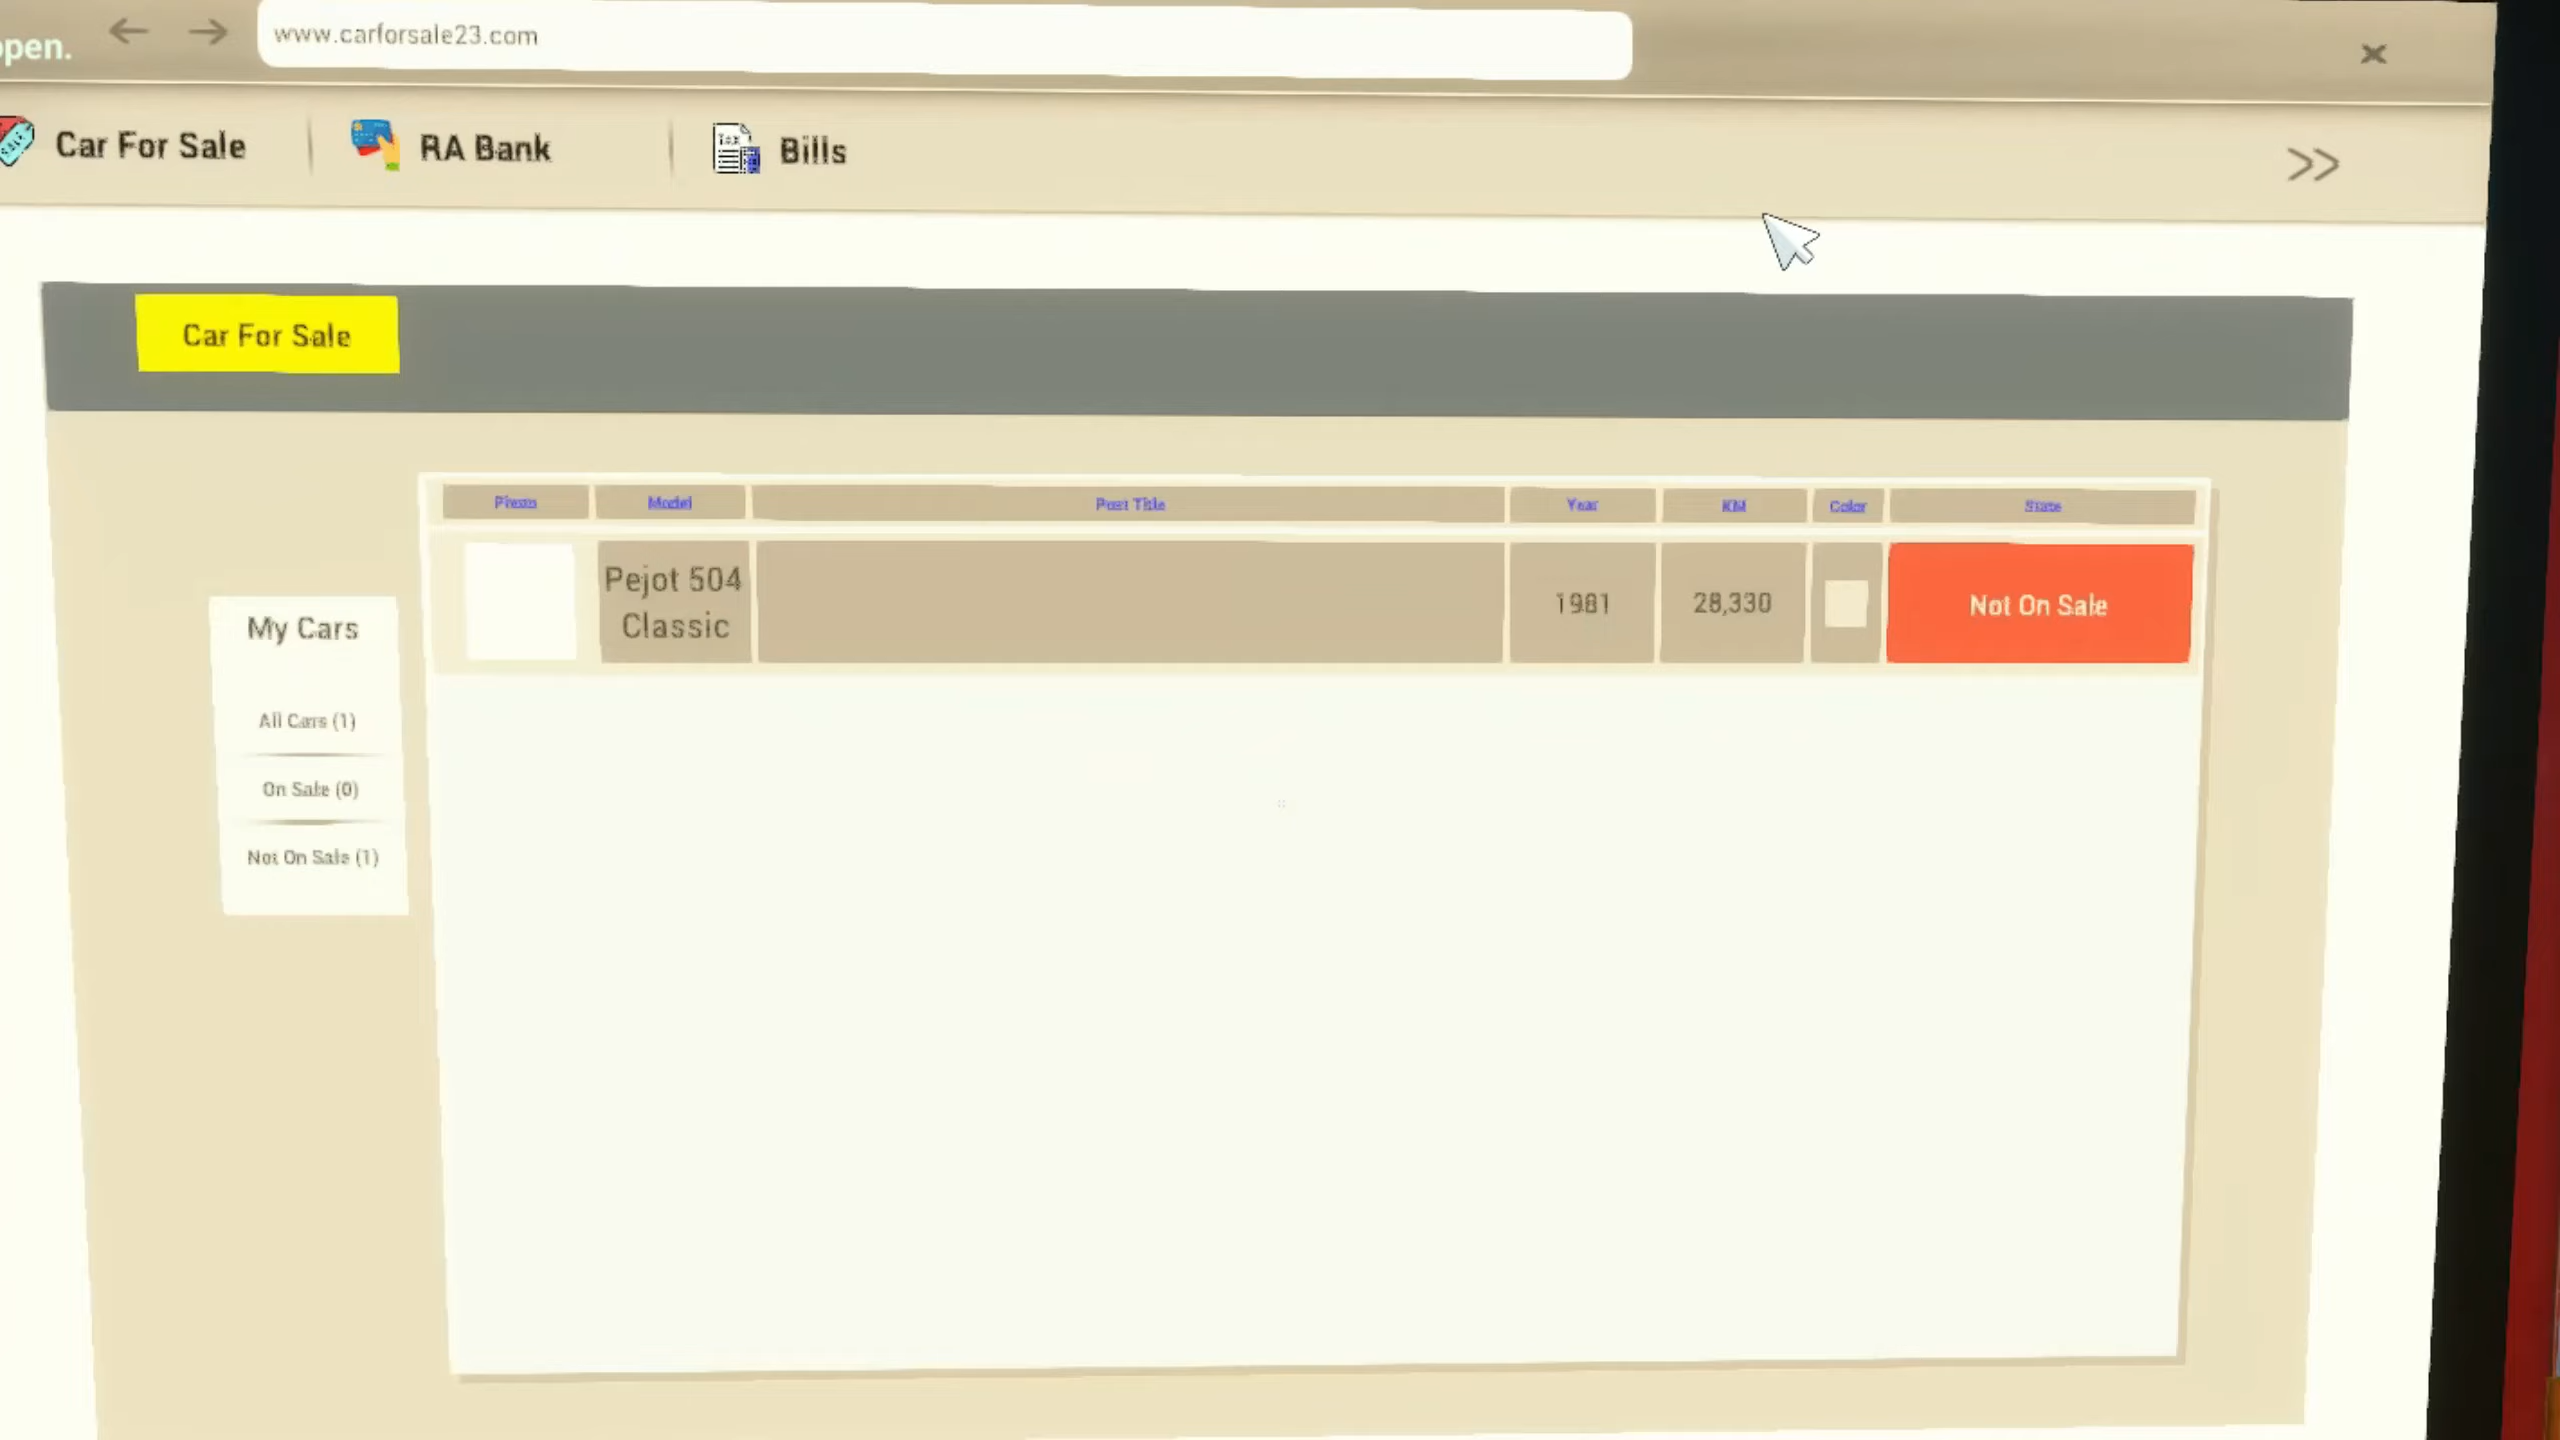 open.
www.carforsale23.com
Car For Sale
RA Bank
TAX
Bills
Car For Sale
Photo
Model
Post Title
Year
KM
Color
State
Pejot 504
Classic
1981
28,330
Not On Sale
My Cars
All Cars (1)
On Sale (0)
Not On Sale (1)